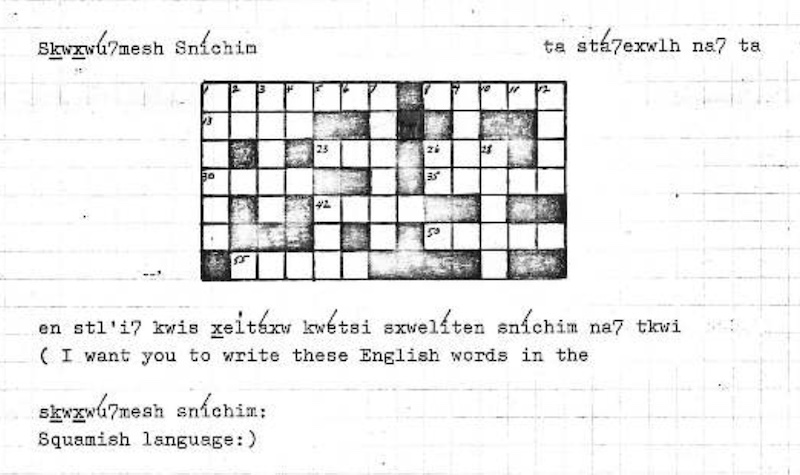 S<u>k</u>w<u>x</u>wú7mesh Sníchim ta stá7exwlh na7 ta
1 2 3 4 5 6 7 8 9 10 11 12
13
23 26 28
30 35
42
50
55
en stl'i7 kwis <u>x</u>eltáxw kwétsi sxwelíten sníchim na7 tkwi
( I want you to write these English words in the
s<u>k</u>w<u>x</u>wú7mesh sníchim:
Squamish language:)